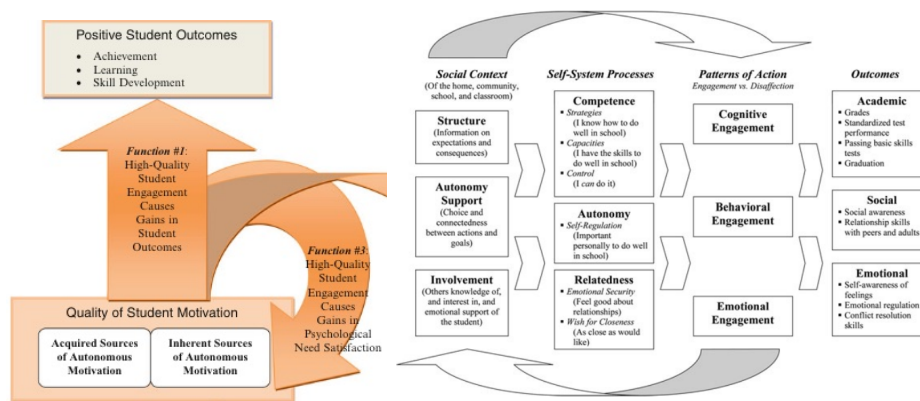 Positive Student Outcomes
• Achievement
• Learning
• Skill Development
Function #1:
High-Quality
Student
Engagement
Causes
Gains in
Student
Outcomes
Function #3:
High-Quality
Student
Engagement
Causes
Gains in
Psychological
Need Satisfaction
Quality of Student Motivation
Acquired Sources
of Autonomous
Motivation
Inherent Sources
of Autonomous
Motivation
Social Context
(Of the home, community,
school, and classroom)
Structure
(Information on
expectations and
consequences)
Autonomy
Support
(Choice and
connectedness
between actions and
goals)
Involvement
(Others knowledge of,
and interest in, and
emotional support of
the student)
Self-System Processes
Competence
▪ Strategies
(I know how to do
well in school)
▪ Capacities
(I have the skills to
do well in school)
▪ Control
(I can do it)
Autonomy
▪ Self-Regulation
(Important
personally to do well
in school)
Relatedness
▪ Emotional Security
(Feel good about
relationships)
▪ Wish for Closeness
(As close as would
like)
Patterns of Action
Engagement vs. Disaffection
Cognitive
Engagement
Behavioral
Engagement
Emotional
Engagement
Outcomes
Academic
▪ Grades
▪ Standardized test
performance
▪ Passing basic skills
tests
▪ Graduation
Social
▪ Social awareness
▪ Relationship skills
with peers and adults
Emotional
▪ Self-awareness of
feelings
▪ Emotional regulation
▪ Conflict resolution
skills